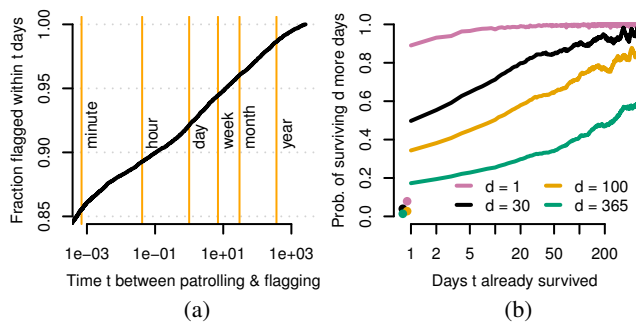 Fraction flagged within t days
0.85 0.90 0.95 1.00
minute
hour
day
week
month
year
1e−03 1e−01 1e+01 1e+03
Time t between patrolling & flagging
(a)
Prob. of surviving d more days
0.0 0.2 0.4 0.6 0.8 1.0
d = 1
d = 30
d = 100
d = 365
1 2 5 10 20 50 200
Days t already survived
(b)